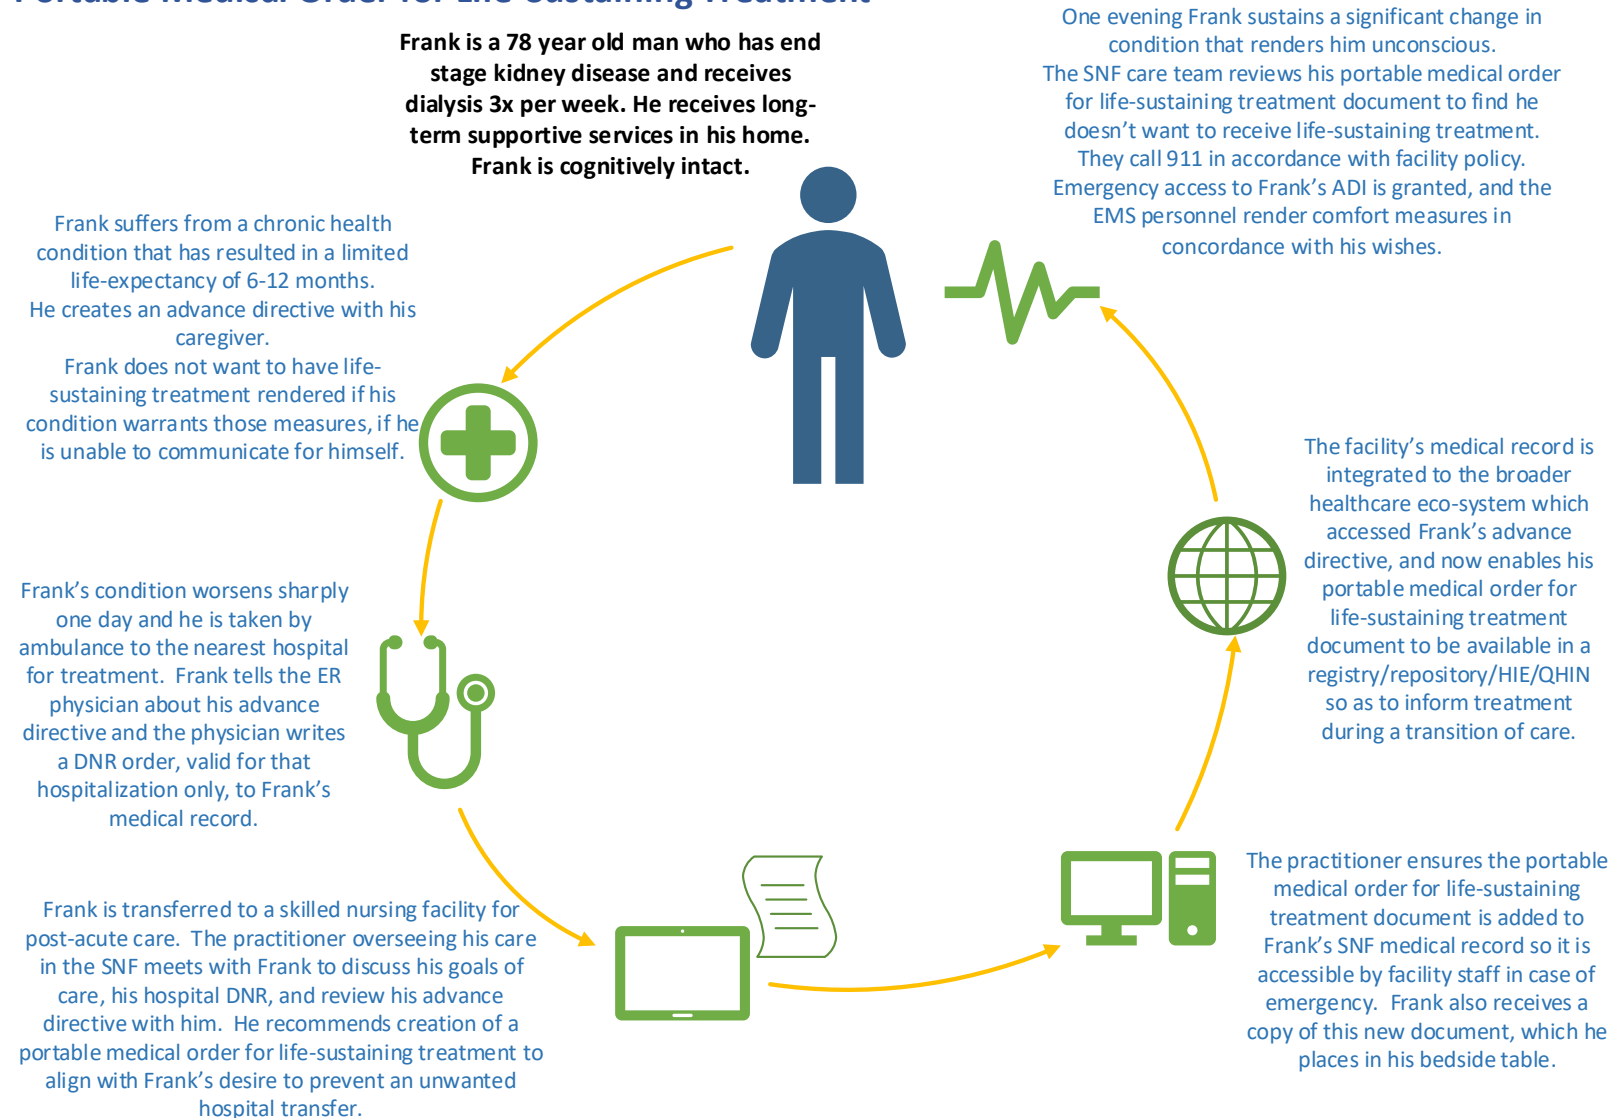 Portable Medical Order for Life-Sustaining Treatment
Frank is a 78 year old man who has end
stage kidney disease and receives
dialysis 3x per week. He receives long-
term supportive services in his home.
Frank is cognitively intact.
Frank suffers from a chronic health
condition that has resulted in a limited
life-expectancy of 6-12 months.
He creates an advance directive with his
caregiver.
Frank does not want to have life-
sustaining treatment rendered if his
condition warrants those measures, if he
is unable to communicate for himself.
Frank's condition worsens sharply
one day and he is taken by
ambulance to the nearest hospital
for treatment.  Frank tells the ER
physician about his advance
directive and the physician writes
a DNR order, valid for that
hospitalization only, to Frank's
medical record.
Frank is transferred to a skilled nursing facility for
post-acute care.  The practitioner overseeing his care
in the SNF meets with Frank to discuss his goals of
care, his hospital DNR, and review his advance
directive with him.  He recommends creation of a
portable medical order for life-sustaining treatment to
align with Frank's desire to prevent an unwanted
hospital transfer.
The practitioner ensures the portable
medical order for life-sustaining
treatment document is added to
Frank's SNF medical record so it is
accessible by facility staff in case of
emergency.  Frank also receives a
copy of this new document, which he
places in his bedside table.
The facility's medical record is
integrated to the broader
healthcare eco-system which
accessed Frank's advance
directive, and now enables his
portable medical order for
life-sustaining treatment
document to be available in a
registry/repository/HIE/QHIN
so as to inform treatment
during a transition of care.
One evening Frank sustains a significant change in
condition that renders him unconscious.
The SNF care team reviews his portable medical order
for life-sustaining treatment document to find he
doesn't want to receive life-sustaining treatment.
They call 911 in accordance with facility policy.
Emergency access to Frank's ADI is granted, and the
EMS personnel render comfort measures in
concordance with his wishes.